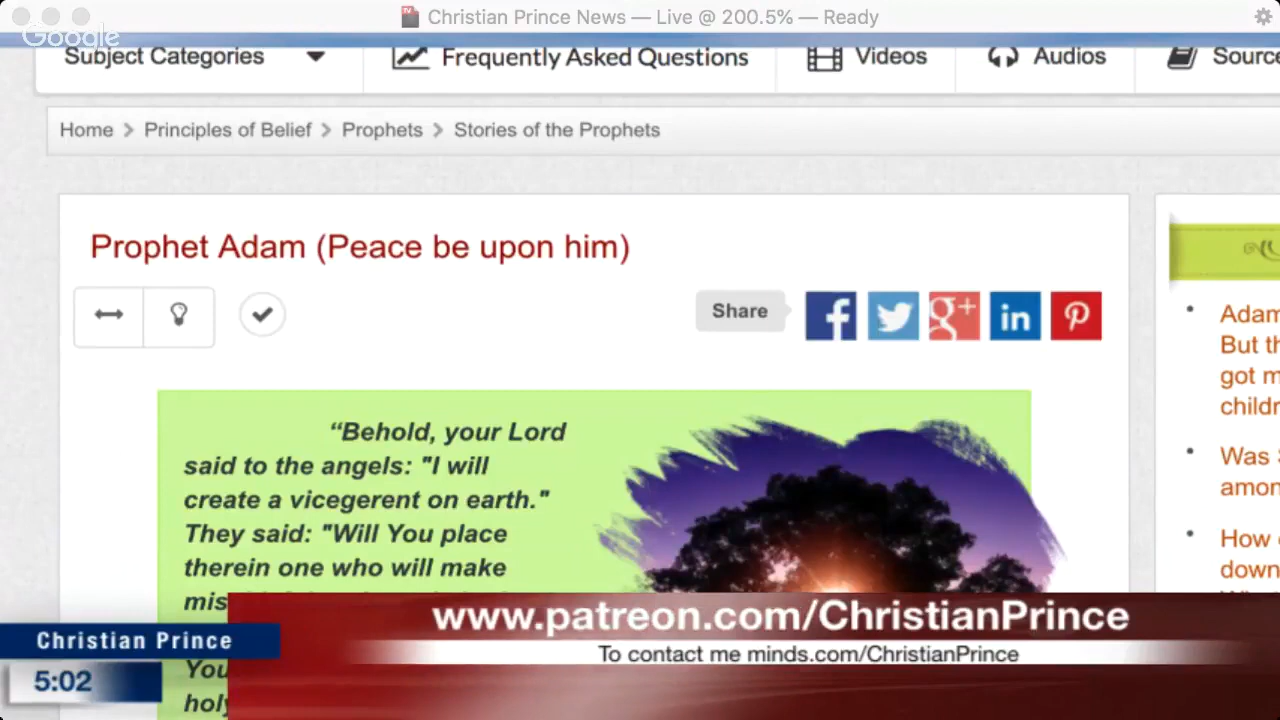 Christian Prince News — Live @ 200.5% — Ready
Google
Subject Categories
Frequently Asked Questions
Videos
Audios
Home > Principles of Belief > Prophets > Stories of the Prophets
Prophet Adam (Peace be upon him)
Share
“Behold, your Lord
said to the angels: "I will
create a vicegerent on earth."
They said: "Will You place
therein one who will make
Adam
But
got
Was
How
down
www.patreon.com/ChristianPrince
To contact me minds.com/ChristianPrince
Christian Prince
5:02